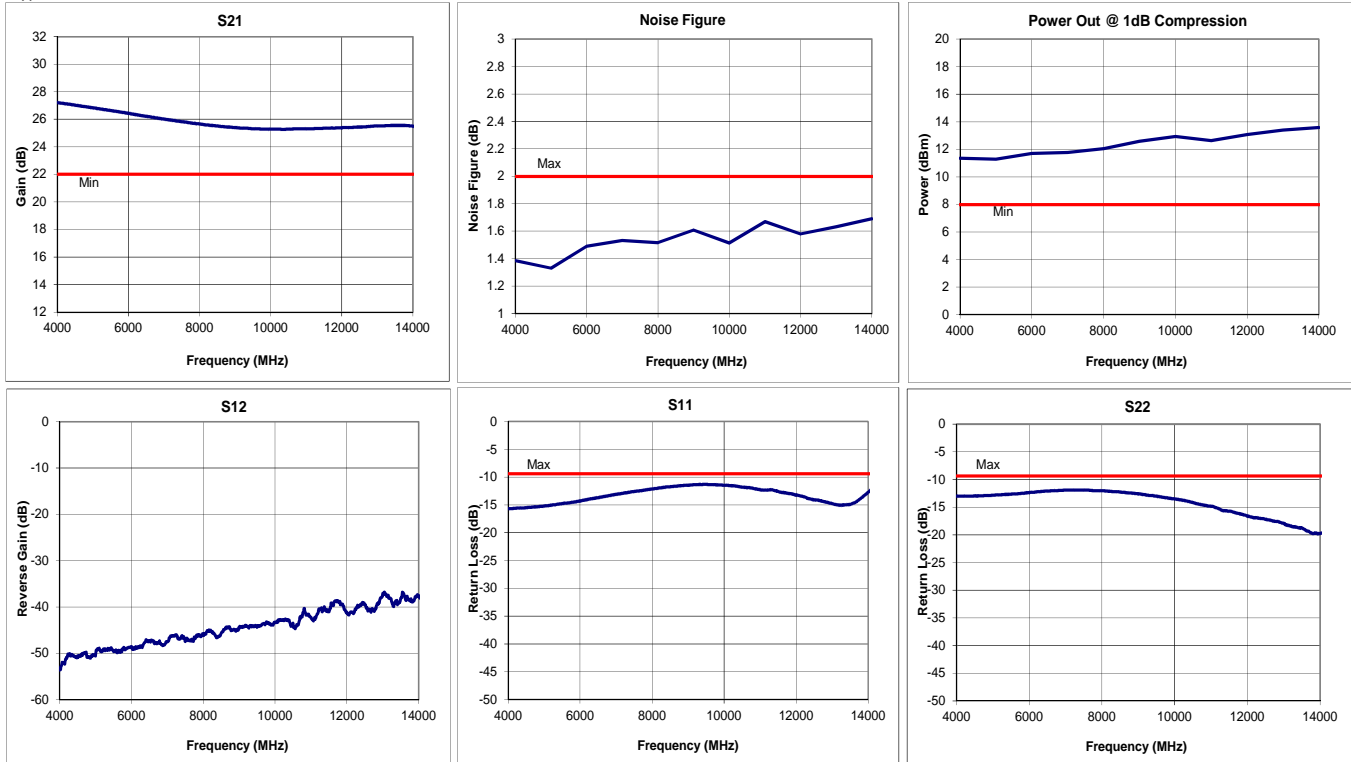 S21
32
30
28
26
24
22
20
18
16
14
12
Gain (dB)
Min
4000 6000 8000 10000 12000 14000
Frequency (MHz)
Noise Figure
3
2.8
2.6
2.4
2.2
2
1.8
1.6
1.4
1.2
1
Noise Figure (dB)
Max
4000 6000 8000 10000 12000 14000
Frequency (MHz)
Power Out @ 1dB Compression
20
18
16
14
12
10
8
6
4
2
0
Power (dBm)
Min
4000 6000 8000 10000 12000 14000
Frequency (MHz)
S12
0
-10
-20
-30
-40
-50
-60
Reverse Gain (dB)
4000 6000 8000 10000 12000 14000
Frequency (MHz)
S11
0
-5
-10
-15
-20
-25
-30
-35
-40
-45
-50
Return Loss (dB)
Max
4000 6000 8000 10000 12000 14000
Frequency (MHz)
S22
0
-5
-10
-15
-20
-25
-30
-35
-40
-45
-50
Return Loss (dB)
Max
4000 6000 8000 10000 12000 14000
Frequency (MHz)